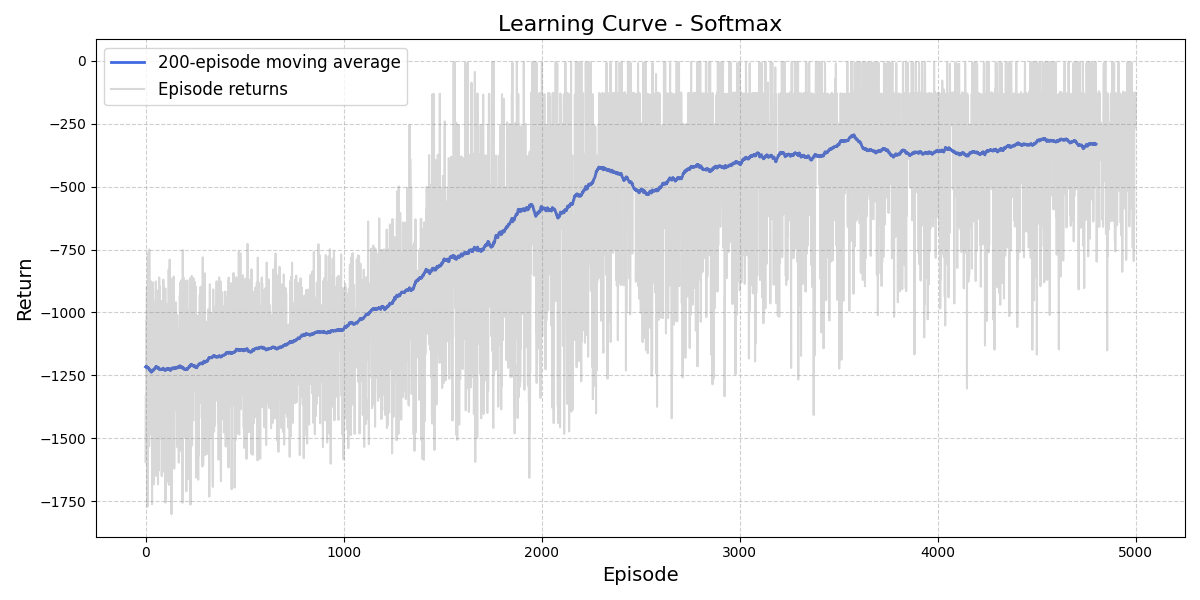 Learning Curve - Softmax
200-episode moving average
Episode returns
Return
0
−250
−500
−750
−1000
−1250
−1500
−1750
0 1000 2000 3000 4000 5000
Episode